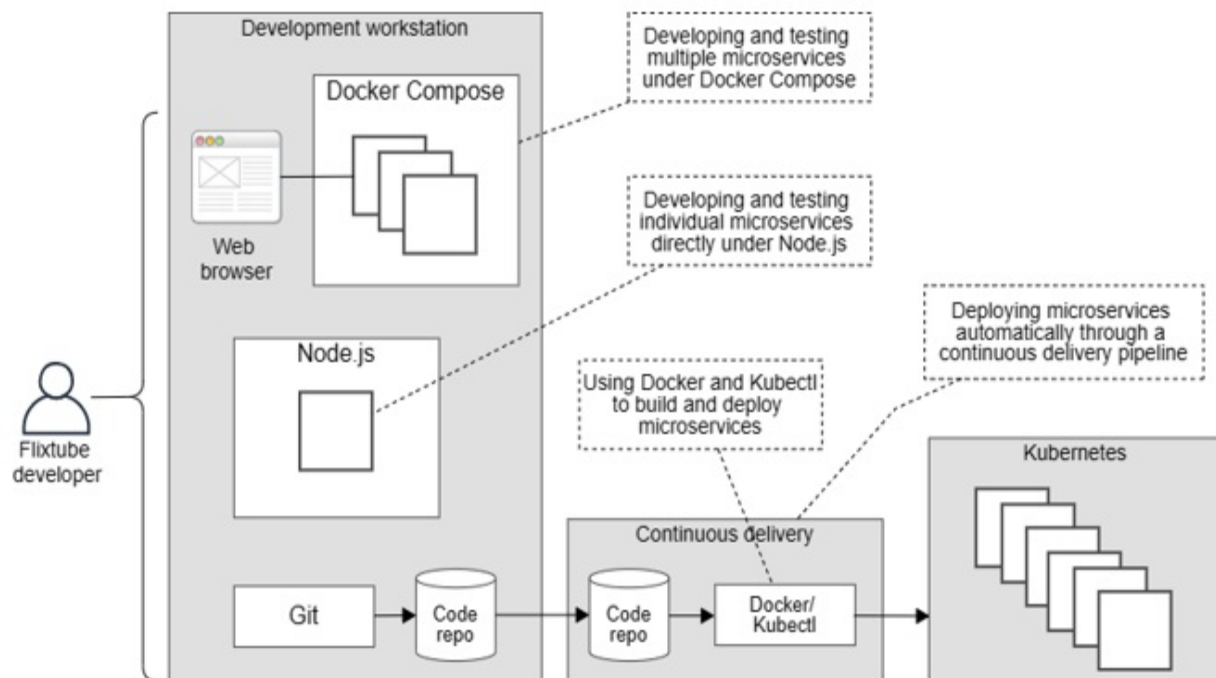 Development workstation
Docker Compose
Web
browser
Node.js
Flixtube
developer
Git
Code
repo
Developing and testing
multiple microservices
under Docker Compose
Developing and testing
individual microservices
directly under Node.js
Using Docker and Kubectl
to build and deploy
microservices
Deploying microservices
automatically through a
continuous delivery pipeline
Continuous delivery
Code
repo
Docker/
Kubectl
Kubernetes